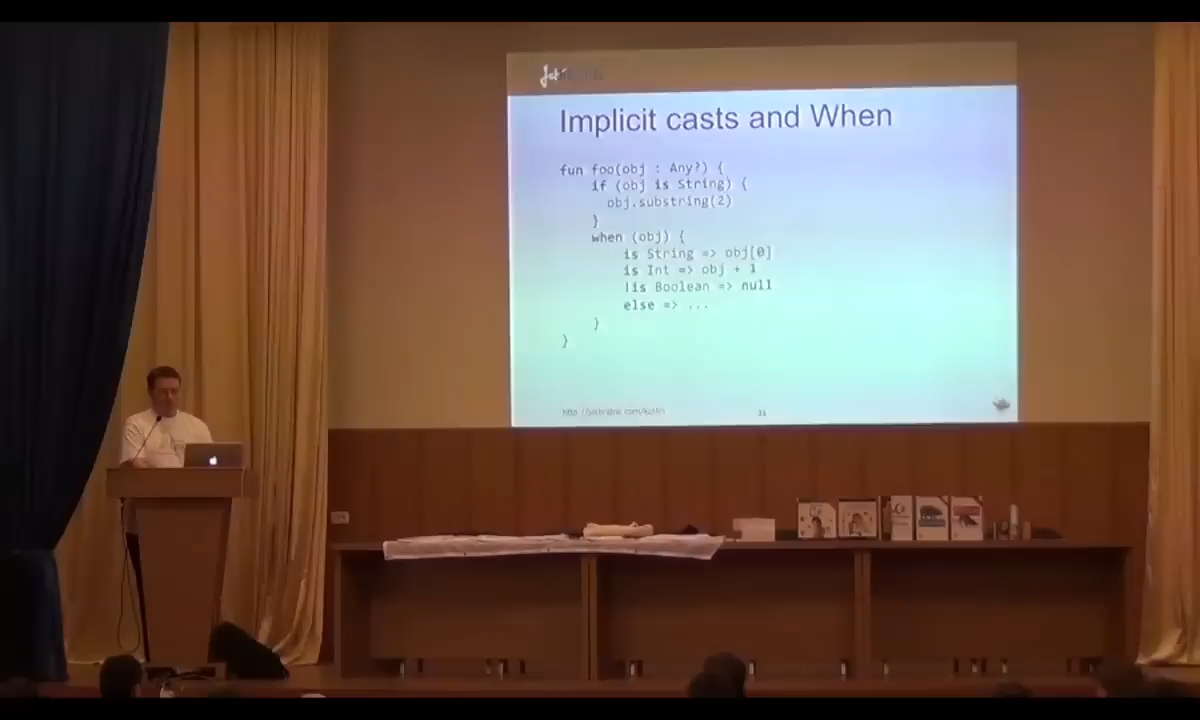 Implicit casts and When
fun foo(obj : Any?) {
if (obj is String) {
obj.substring(2)
}
when (obj) {
is String => obj[0]
is Int => obj + 1
!is Boolean => null
else => ...
}
}